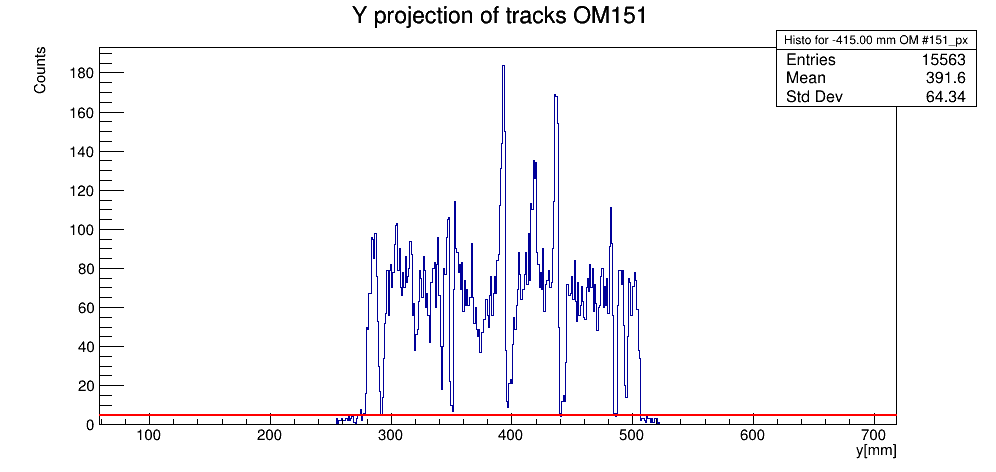 Y projection of tracks OM151
Histo for -415.00 mm OM #151_px
Entries 15563
Mean 391.6
Std Dev 64.34
Counts
180
160
140
120
100
80
60
40
20
0
100 200 300 400 500 600 700
y[mm]